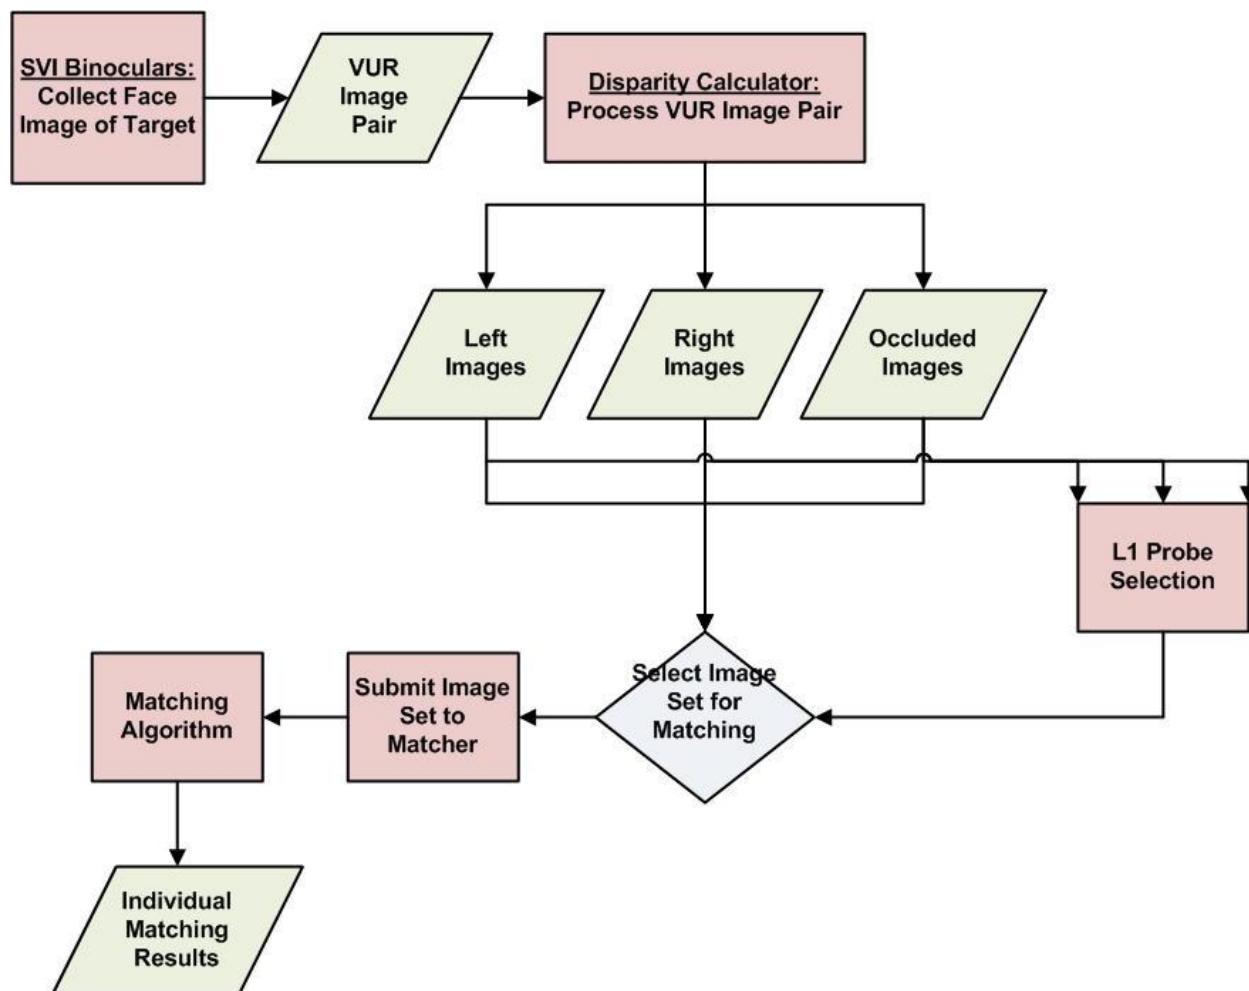 SVI Binoculars:
Collect Face
Image of Target
VUR
Image
Pair
Disparity Calculator:
Process VUR Image Pair
Left
Images
Right
Images
Occluded
Images
L1 Probe
Selection
Select Image
Set for
Matching
Submit Image
Set to
Matcher
Matching
Algorithm
Individual
Matching
Results